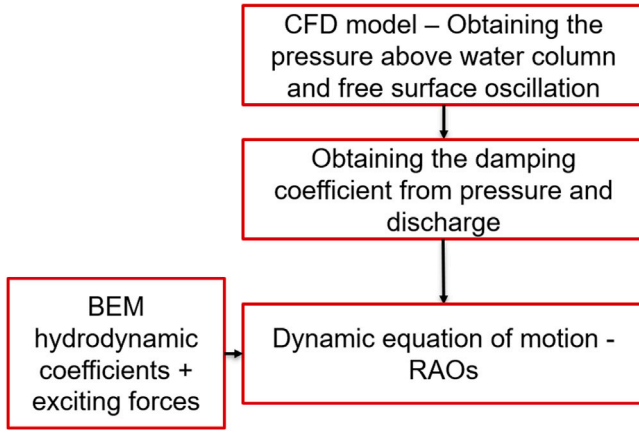 CFD model – Obtaining the
pressure above water column
and free surface oscillation
Obtaining the damping
coefficient from pressure and
discharge
BEM
hydrodynamic
coefficients +
exciting forces
Dynamic equation of motion -
RAOs